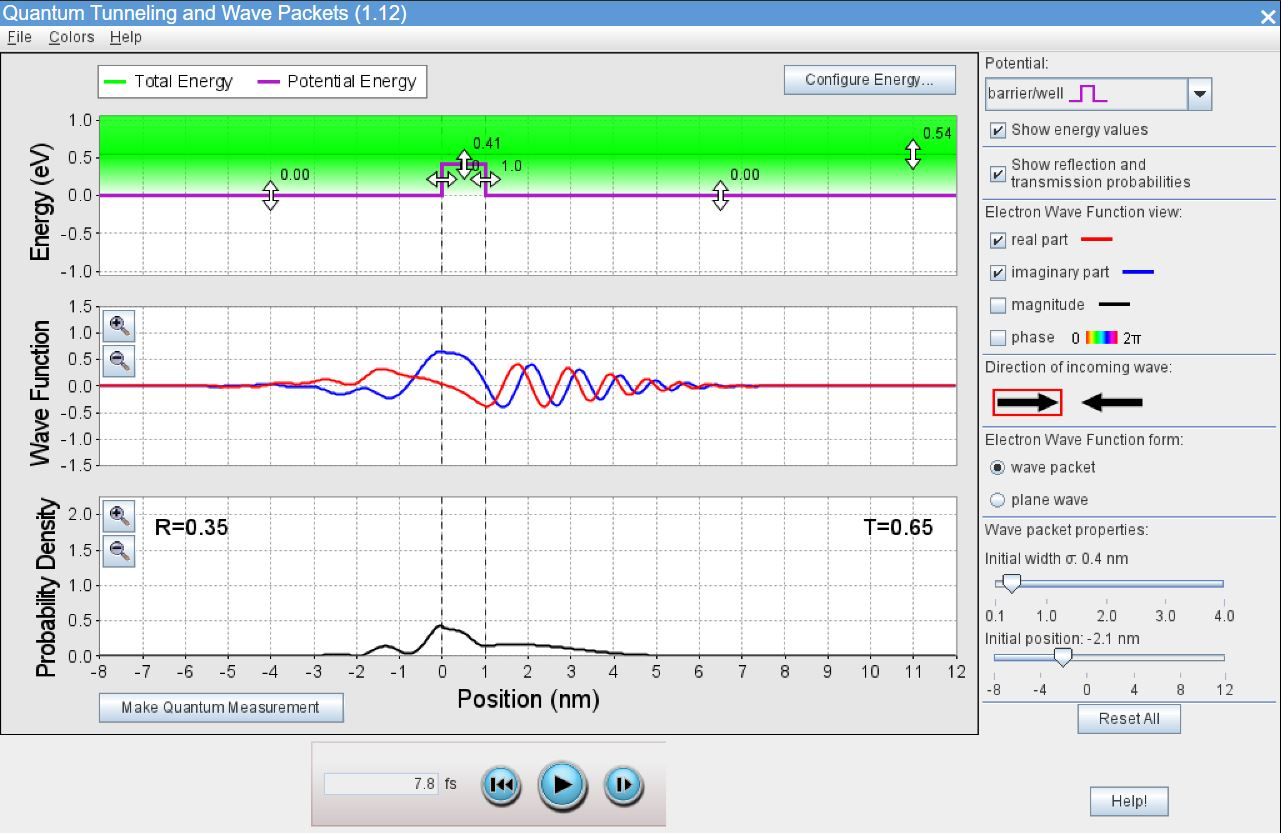 Quantum Tunneling and Wave Packets (1.12)
File Colors Help
Total Energy Potential Energy
Configure Energy...
Energy (eV)
1.0
0.5
0.0
-0.5
-1.0
0.00
0.41
1.0
0.00
0.54
Wave Function
1.5
1.0
0.5
0.0
-0.5
-1.0
-1.5
Probability Density
2.0
1.5
1.0
0.5
0.0
R=0.35
T=0.65
-8 -7 -6 -5 -4 -3 -2 -1 0 1 2 3 4 5 6 7 8 9 10 11 12
Position (nm)
Make Quantum Measurement
7.8 fs
Potential:
barrier/well
Show energy values
Show reflection and
transmission probabilities
Electron Wave Function view:
real part
imaginary part
magnitude
phase 0 2π
Direction of incoming wave:
Electron Wave Function form:
wave packet
plane wave
Wave packet properties:
Initial width σ: 0.4 nm
0.1 1.0 2.0 3.0 4.0
Initial position: -2.1 nm
-8 -4 0 4 8 12
Reset All
Help!